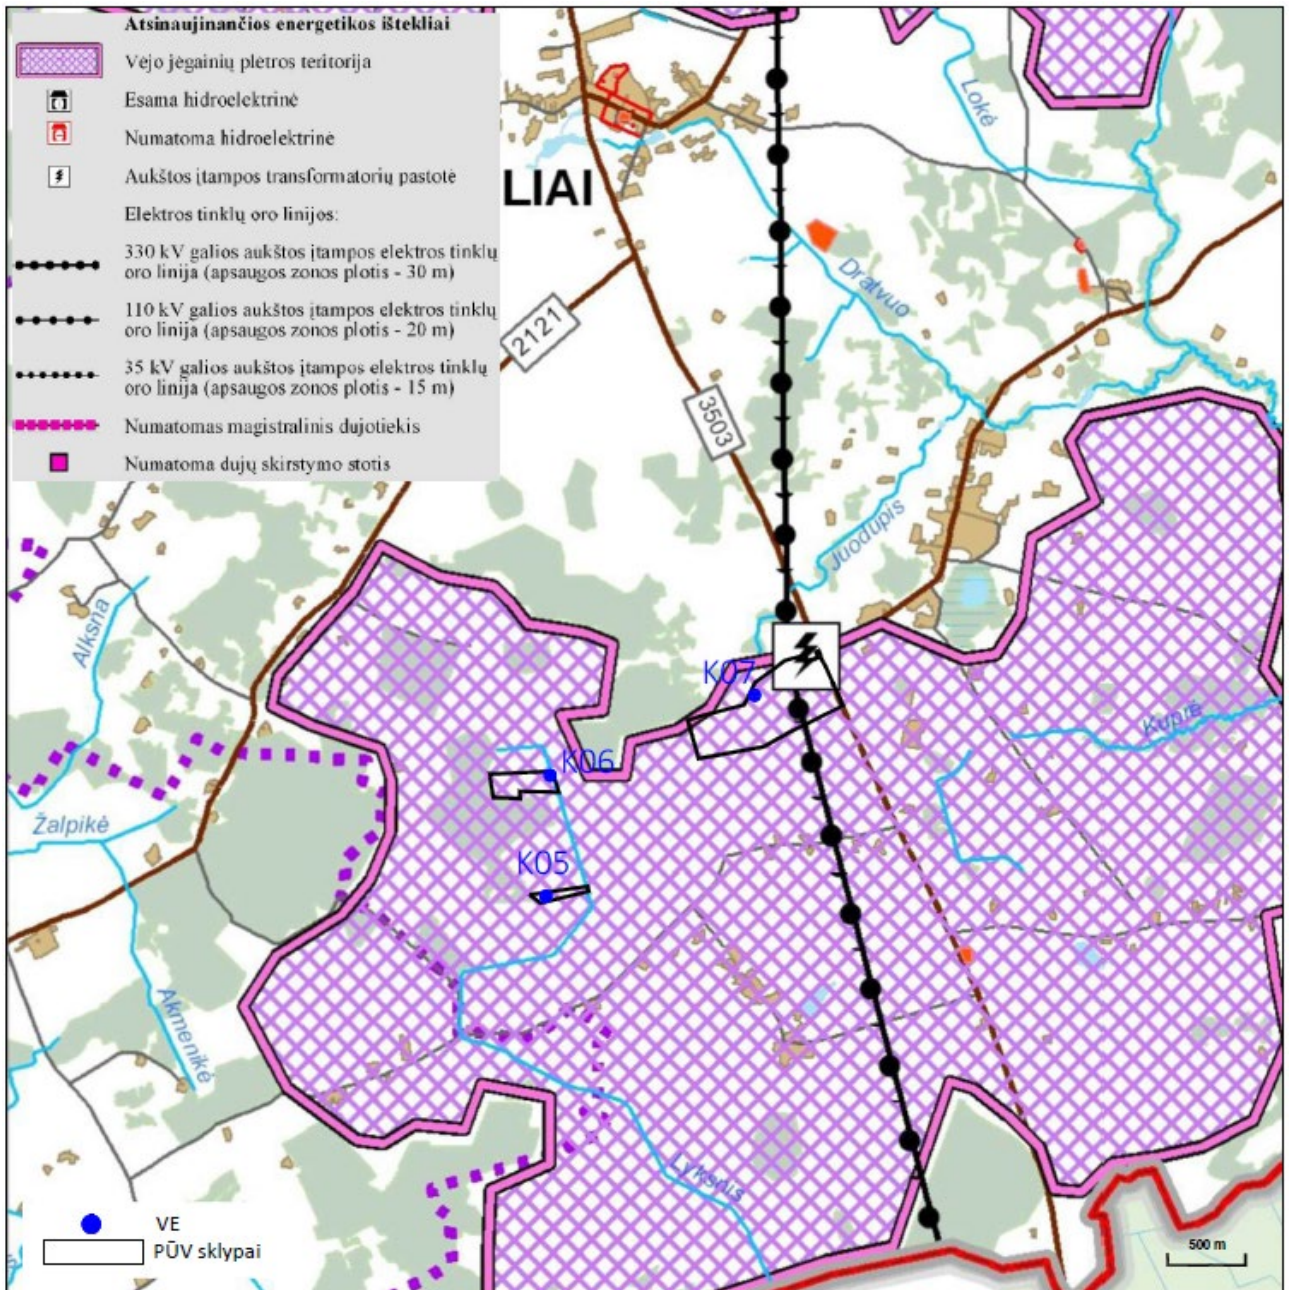 Atsinaujinančios energetikos ištekliai
Vėjo jėgainių plėtros teritorija
Esama hidroelektrinė
Numatoma hidroelektrinė
Aukštos įtampos transformatorių pastotė
Elektros tinklų oro linijos:
330 kV galios aukštos įtampos elektros tinklų
oro linija (apsaugos zonos plotis - 30 m)
110 kV galios aukštos įtampos elektros tinklų
oro linija (apsaugos zonos plotis - 20 m)
35 kV galios aukštos įtampos elektros tinklų
oro linija (apsaugos zonos plotis - 15 m)
Numatomas magistralinis dujotiekis
Numatoma dujų skirstymo stotis
LIAI
Lokė
Dratvuo
2121
3503
Juodupis
Alksna
K07
Kuprė
K06
Žalpikė
K05
Akmenikė
Lyksnis
VE
PŪV sklypai
500 m